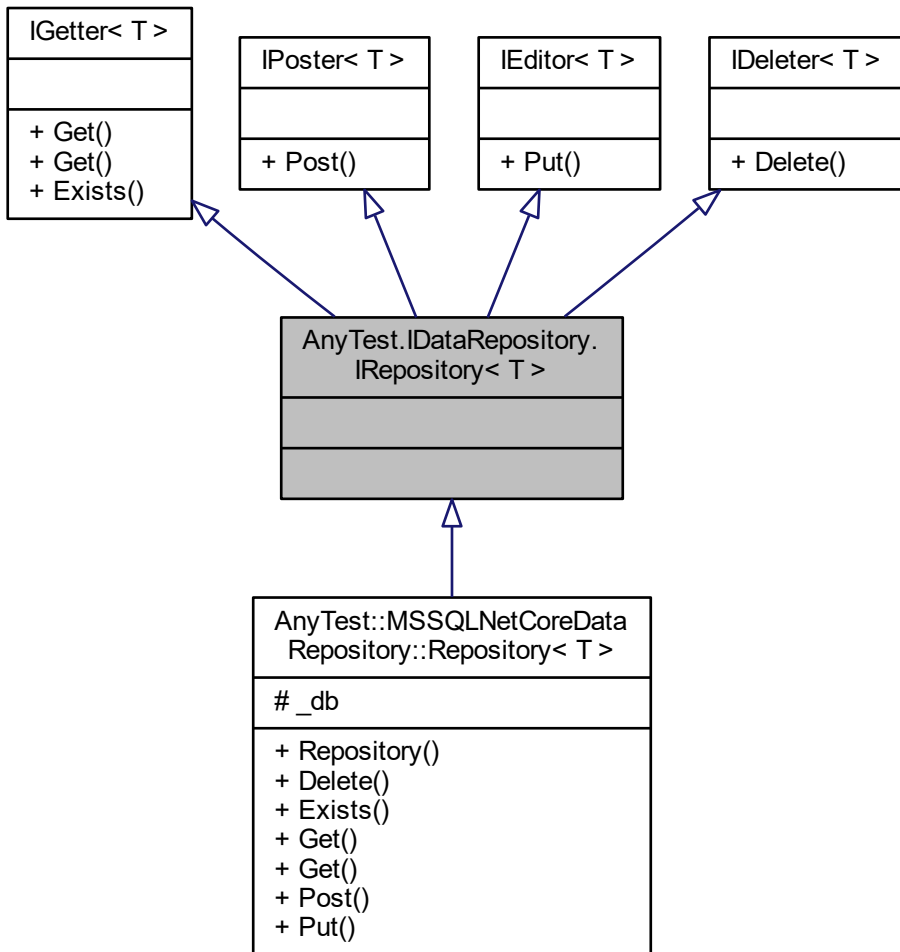 IGetter< T >
+ Get()
+ Get()
+ Exists()
IPoster< T >
+ Post()
IEditor< T >
+ Put()
IDeleter< T >
+ Delete()
AnyTest.IDataRepository.
IRepository< T >
AnyTest::MSSQLNetCoreData
Repository::Repository< T >
# _db
+ Repository()
+ Delete()
+ Exists()
+ Get()
+ Get()
+ Post()
+ Put()